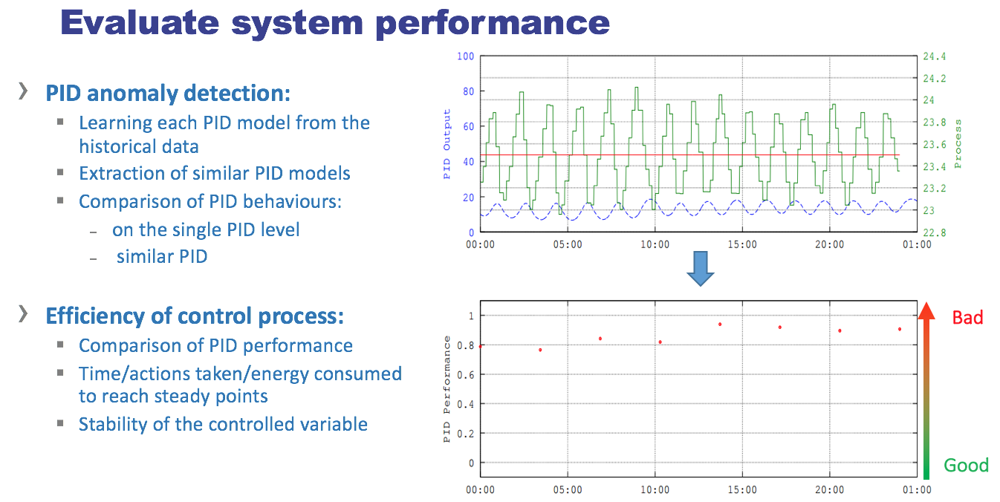 Evaluate system performance
❯ PID anomaly detection:
▪ Learning each PID model from the
historical data
▪ Extraction of similar PID models
▪ Comparison of PID behaviours:
– on the single PID level
– similar PID
❯ Efficiency of control process:
▪ Comparison of PID performance
▪ Time/actions taken/energy consumed
to reach steady points
▪ Stability of the controlled variable
PID Output
100
80
60
40
20
0
24.4
24.2
24
23.8
23.6
23.4
23.2
23
22.8
Process
00:00 05:00 10:00 15:00 20:00 01:00
PID Performance
1
0.8
0.6
0.4
0.2
0
00:00 05:00 10:00 15:00 20:00 01:00
Bad
Good